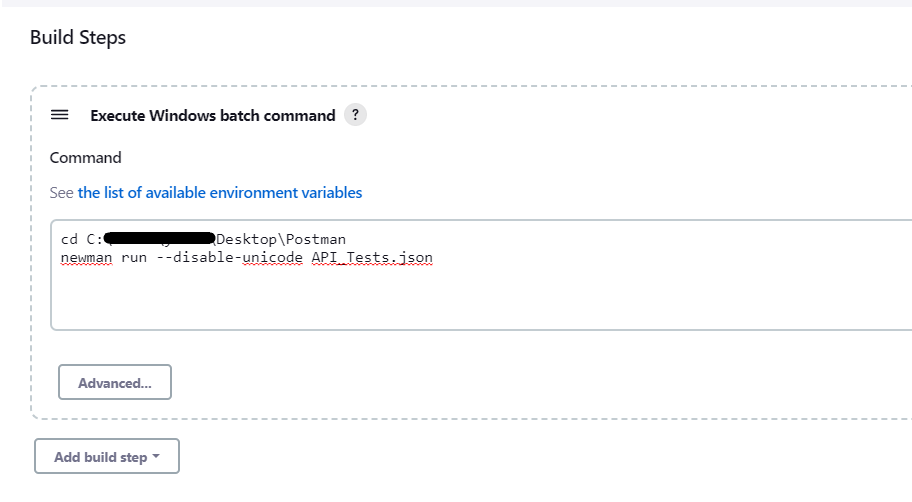 Build Steps
Execute Windows batch command ?
Command
See the list of available environment variables
cd C:\Desktop\Postman
newman run --disable-unicode API_Tests.json
Advanced...
Add build step